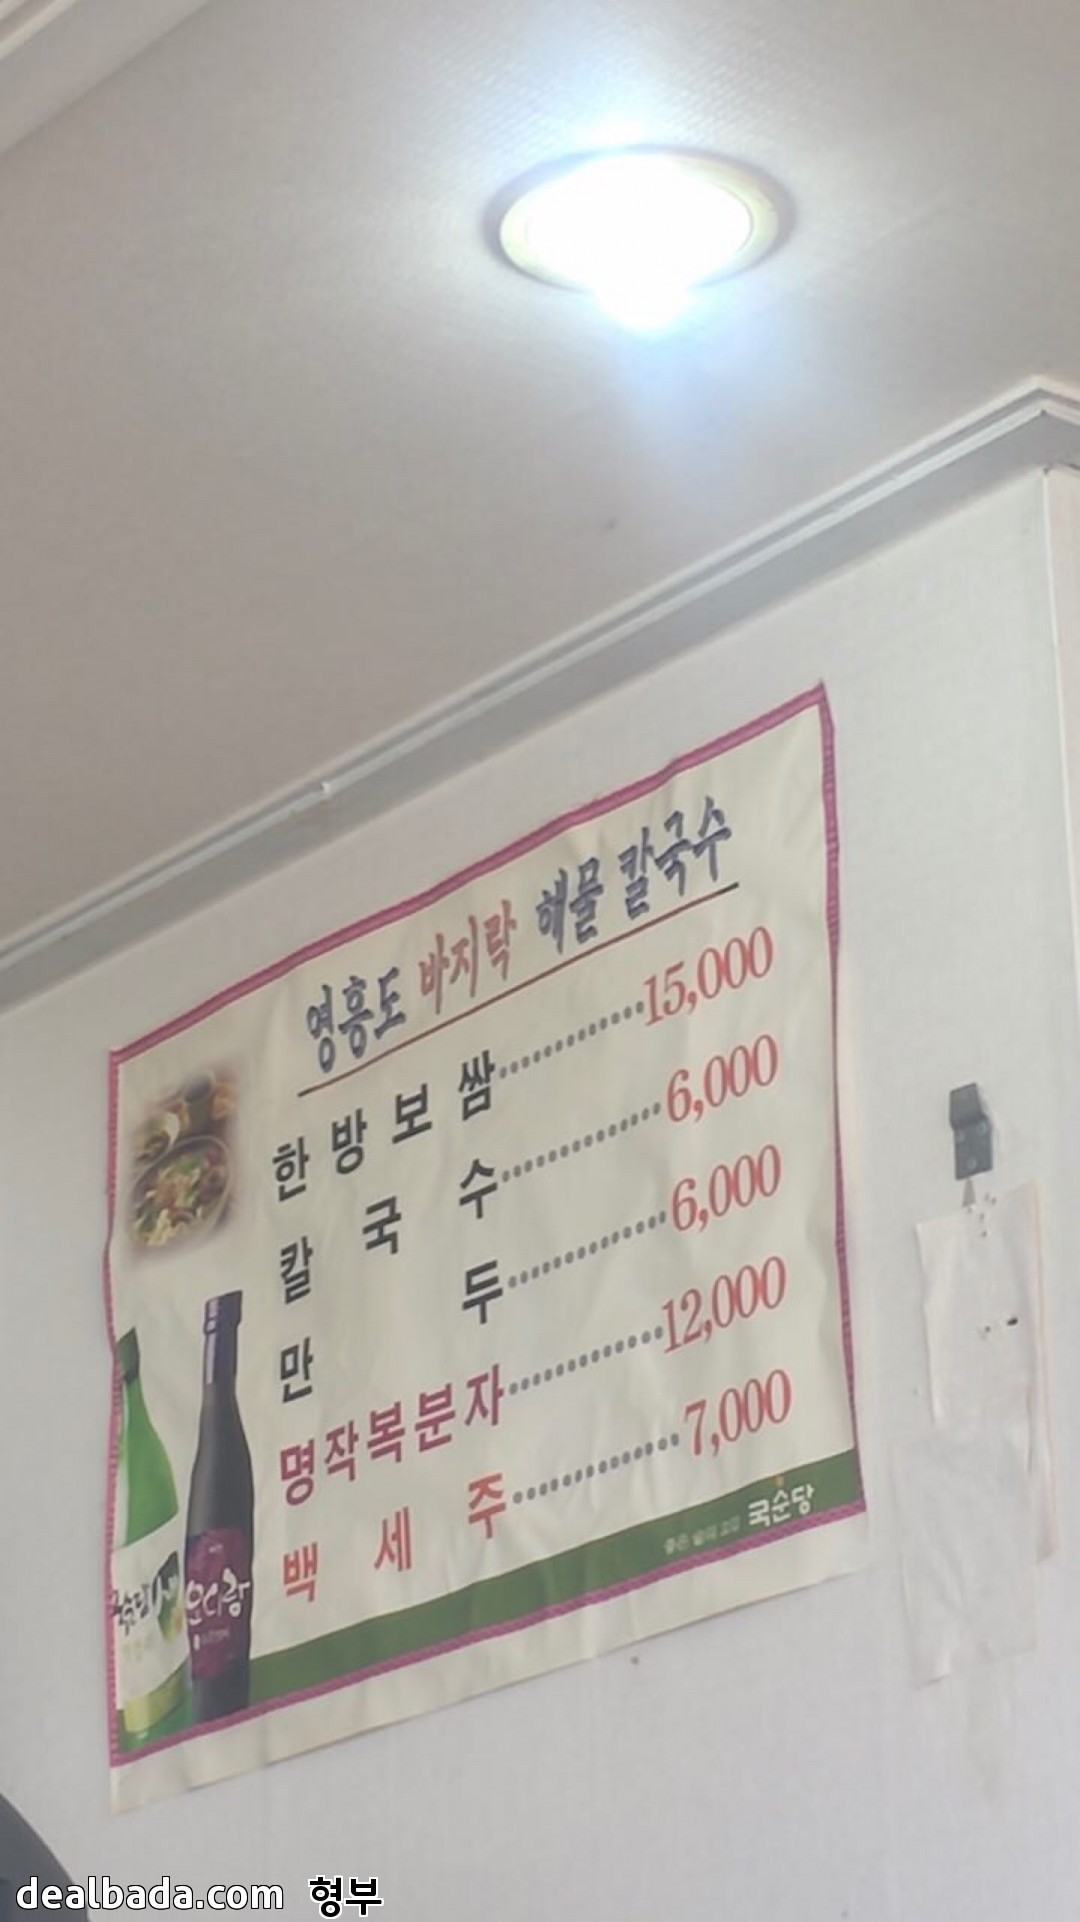 영흥도 바지락 해물 칼국수
한방보쌈············15,000
칼국수············6,000
만두············6,000
명작복분자············12,000
백세주············7,000
국순당
dealbada.com 형부